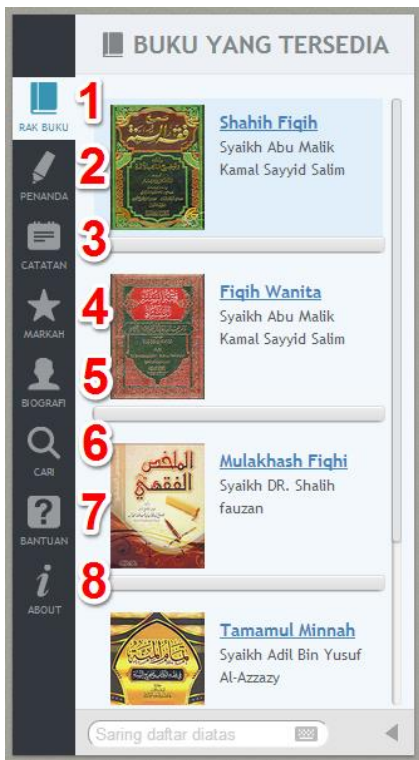 BUKU YANG TERSEDIA
1
RAK BUKU
2
PENANDA
3
CATATAN
4
MARKAH
5
BIOGRAFI
6
CARI
7
BANTUAN
8
ABOUT
Shahih Fiqih
Syaikh Abu Malik
Kamal Sayyid Salim
Fiqih Wanita
Syaikh Abu Malik
Kamal Sayyid Salim
الملخص
الفقهي
Mulakhash Fiqhi
Syaikh DR. Shalih
fauzan
Tamamul Minnah
Syaikh Adil Bin Yusuf
Al-Azzazy
Saring daftar diatas